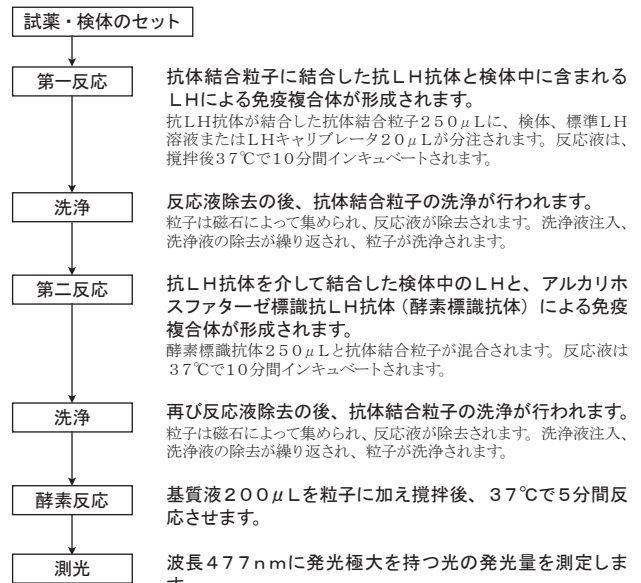 試薬・検体のセット
第一反応
抗体結合粒子に結合した抗ＬＨ抗体と検体中に含まれる
ＬＨによる免疫複合体が形成されます。
抗ＬＨ抗体が結合した抗体結合粒子２５０μＬに、検体、標準ＬＨ
溶液またはＬＨキャリブレータ２０μＬが分注されます。反応液は、
攪拌後３７℃で１０分間インキュベートされます。
洗浄
反応液除去の後、抗体結合粒子の洗浄が行われます。
粒子は磁石によって集められ、反応液が除去されます。洗浄液注入、
洗浄液の除去が繰り返され、粒子が洗浄されます。
第二反応
抗ＬＨ抗体を介して結合した検体中のＬＨと、アルカリホ
スファターゼ標識抗ＬＨ抗体（酵素標識抗体）による免疫
複合体が形成されます。
酵素標識抗体２５０μＬと抗体結合粒子が混合されます。反応液は
３７℃で１０分間インキュベートされます。
洗浄
再び反応液除去の後、抗体結合粒子の洗浄が行われます。
粒子は磁石によって集められ、反応液が除去されます。洗浄液注入、
洗浄液の除去が繰り返され、粒子が洗浄されます。
酵素反応
基質液２００μＬを粒子に加え攪拌後、３７℃で５分間反
応させます。
測光
波長４７７ｎｍに発光極大を持つ光の発光量を測定しま